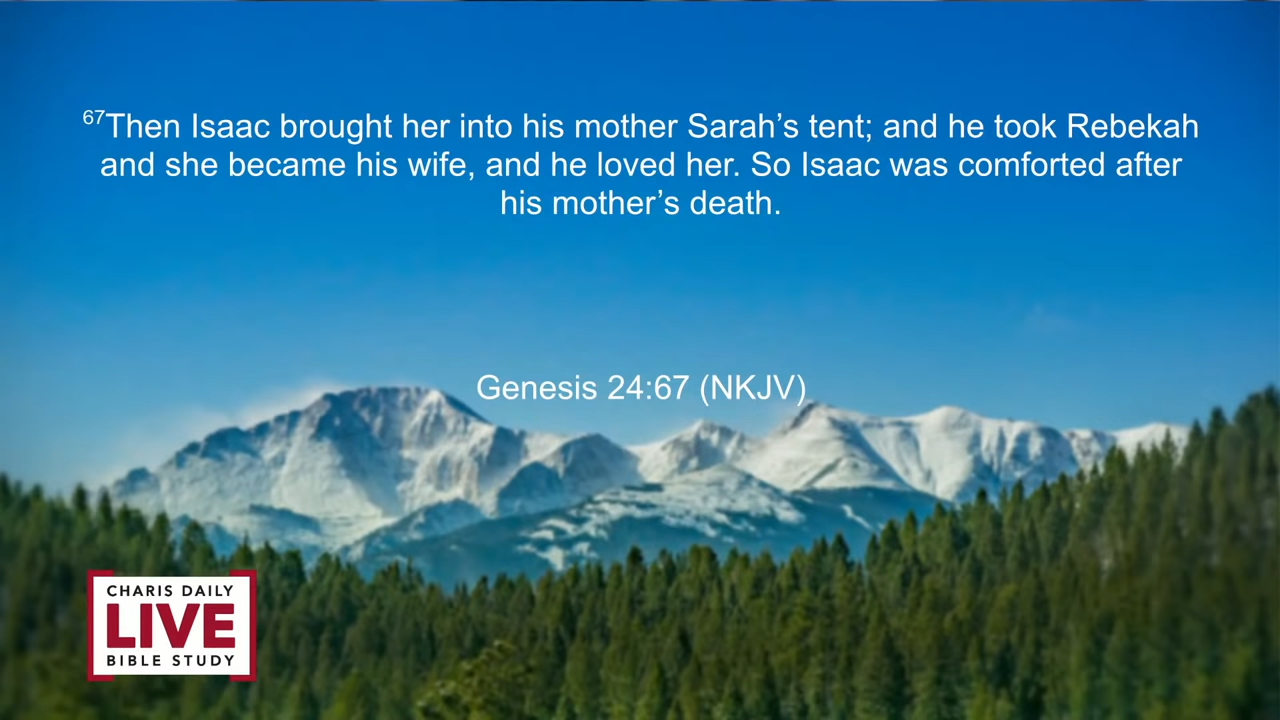 ⁶⁷Then Isaac brought her into his mother Sarah’s tent; and he took Rebekah
and she became his wife, and he loved her. So Isaac was comforted after
his mother’s death.
Genesis 24:67 (NKJV)
CHARIS DAILY
LIVE
BIBLE STUDY